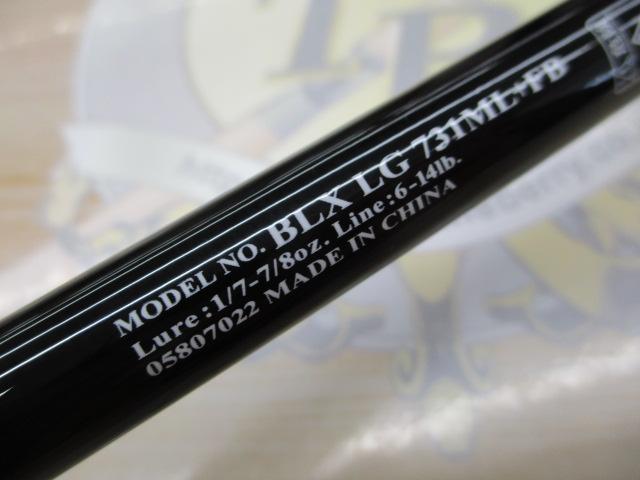 MODEL NO. BLX LG 731ML+FB
Lure:1/7-7/8oz. Line:6-14lb.
05807022 MADE IN CHINA